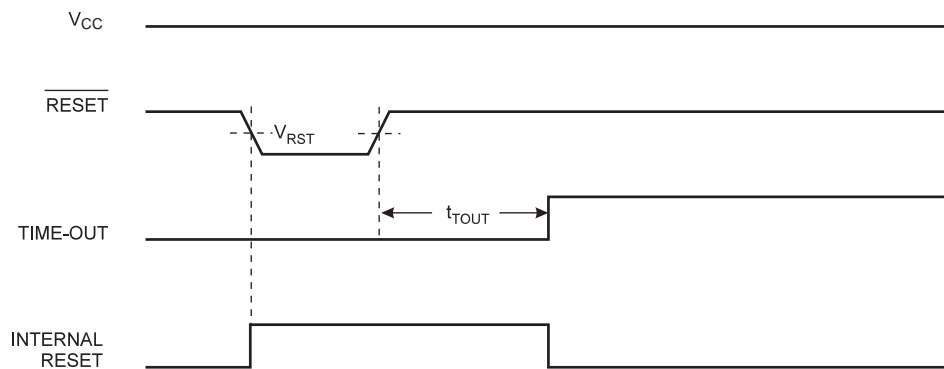 VCC
RESET
VRST
tTOUT
TIME-OUT
INTERNAL
RESET